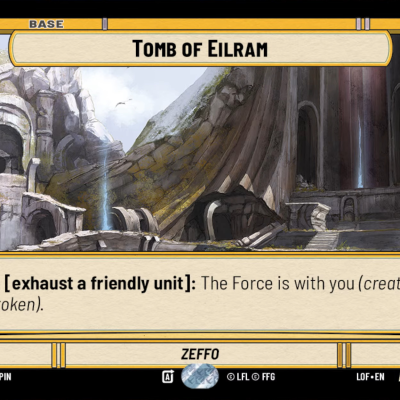 BASE
TOMB OF EILRAM
[exhaust a friendly unit]: The Force is with you (creat
oken).
ZEFFO
PIN
A
© LFL © FFG
LOF•EN